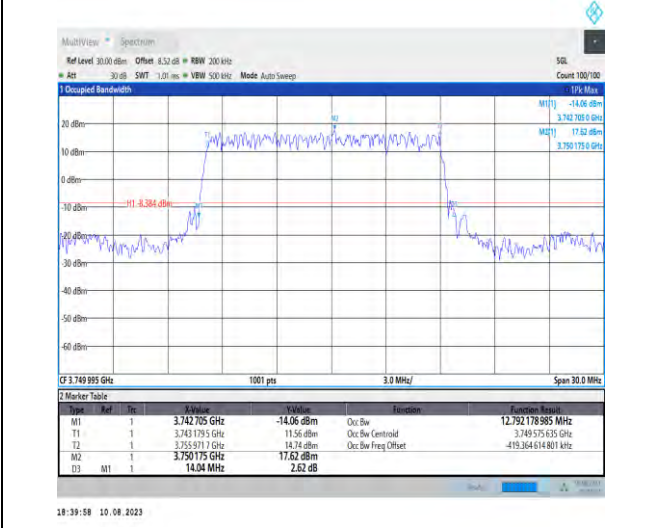 MultiView Spectrum
Ref Level 30.00 dBm Offset 8.52 dB RBW 200 kHz SGL
Att 30 dB SWT 1.01 ms VBW 500 kHz Mode Auto Sweep Count 100/100
1 Occupied Bandwidth 1Pk Max
M1[1] -14.06 dBm
3.742 705 0 GHz
M2[1] 17.62 dBm
3.750 175 0 GHz
M2
T1
20 dBm
10 dBm
0 dBm
H1 -8.384 dBm
-10 dBm
-20 dBm
-30 dBm
-40 dBm
-50 dBm
-60 dBm
CF 3.749 995 GHz 1001 pts 3.0 MHz/ Span 30.0 MHz
2 Marker Table
Type Ref Trc X-Value Y-Value Function Function Result
M1 1 3.742705 GHz -14.06 dBm Occ Bw 12.792 178 985 MHz
T1 1 3.743 179 5 GHz 11.56 dBm Occ Bw Centroid 3.749 575 635 GHz
T2 1 3.755 971 7 GHz 14.74 dBm Occ Bw Freq Offset -419.364 614 801 kHz
M2 1 3.750175 GHz 17.62 dBm
D3 M1 1 14.04 MHz 2.62 dB
18:39:58 10.08.2023